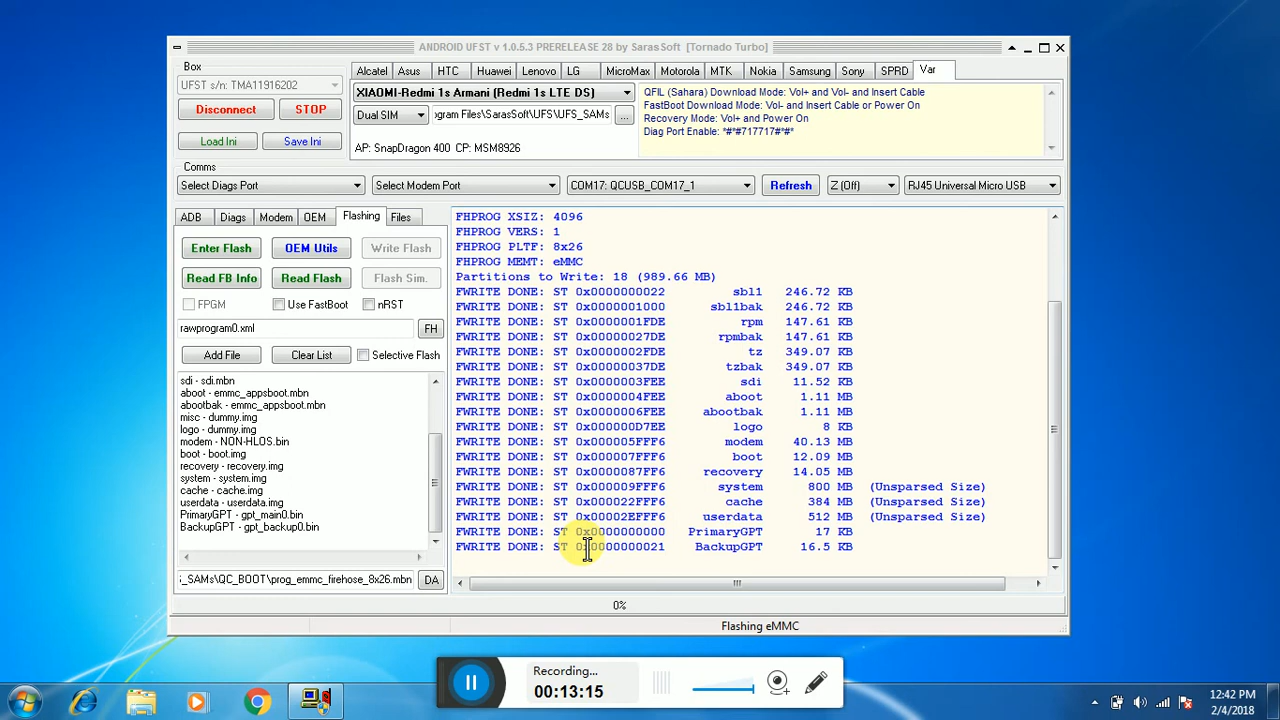 ANDROID UFST v 1.0.5.3 PRERELEASE 28 by SarasSoft [Tornado Turbo]
Box
UFST s/n: TMA11916202
Disconnect STOP
Load Ini Save Ini
Alcatel Asus HTC Huawei Lenovo LG MicroMax Motorola MTK Nokia Samsung Sony SPRD Var
XIAOMI-Redmi 1s Armani (Redmi 1s LTE DS)
Dual SIM ogram Files\SarasSoft\UFS\UFS_SAMs ...
AP: SnapDragon 400 CP: MSM8926
QFIL (Sahara) Download Mode: Vol+ and Vol- and Insert Cable
FastBoot Download Mode: Vol- and Insert Cable or Power On
Recovery Mode: Vol+ and Power On
Diag Port Enable: *#*#717717#*#*
Comms
Select Diags Port Select Modem Port COM17: QCUSB_COM17_1 Refresh Z (Off) RJ45 Universal Micro USB
ADB Diags Modem OEM Flashing Files
Enter Flash OEM Utils Write Flash
Read FB Info Read Flash Flash Sim.
FPGM Use FastBoot nRST
rawprogram0.xml FH
Add File Clear List Selective Flash
sdi - sdi.mbn
aboot - emmc_appsboot.mbn
abootbak - emmc_appsboot.mbn
misc - dummy.img
logo - dummy.img
modem - NON-HLOS.bin
boot - boot.img
recovery - recovery.img
system - system.img
cache - cache.img
userdata - userdata.img
PrimaryGPT - gpt_main0.bin
BackupGPT - gpt_backup0.bin
_SAMs\QC_BOOT\prog_emmc_firehose_8x26.mbn DA
FHPROG XSIZ: 4096
FHPROG VERS: 1
FHPROG PLTF: 8x26
FHPROG MEMT: eMMC
Partitions to Write: 18 (989.66 MB)
FWRITE DONE: ST 0x0000000022 sbl1 246.72 KB
FWRITE DONE: ST 0x0000001000 sbl1bak 246.72 KB
FWRITE DONE: ST 0x0000001FDE rpm 147.61 KB
FWRITE DONE: ST 0x00000027DE rpmbak 147.61 KB
FWRITE DONE: ST 0x0000002FDE tz 349.07 KB
FWRITE DONE: ST 0x00000037DE tzbak 349.07 KB
FWRITE DONE: ST 0x0000003FEE sdi 11.52 KB
FWRITE DONE: ST 0x0000004FEE aboot 1.11 MB
FWRITE DONE: ST 0x0000006FEE abootbak 1.11 MB
FWRITE DONE: ST 0x000000D7EE logo 8 KB
FWRITE DONE: ST 0x000005FFF6 modem 40.13 MB
FWRITE DONE: ST 0x000007FFF6 boot 12.09 MB
FWRITE DONE: ST 0x000087FFF6 recovery 14.05 MB
FWRITE DONE: ST 0x000009FFF6 system 800 MB (Unsparsed Size)
FWRITE DONE: ST 0x000022FFF6 cache 384 MB (Unsparsed Size)
FWRITE DONE: ST 0x00002EFFF6 userdata 512 MB (Unsparsed Size)
FWRITE DONE: ST 0x0000000000 PrimaryGPT 17 KB
FWRITE DONE: ST 0x0000000021 BackupGPT 16.5 KB
0%
Flashing eMMC
Recording...
00:13:15
12:42 PM
2/4/2018